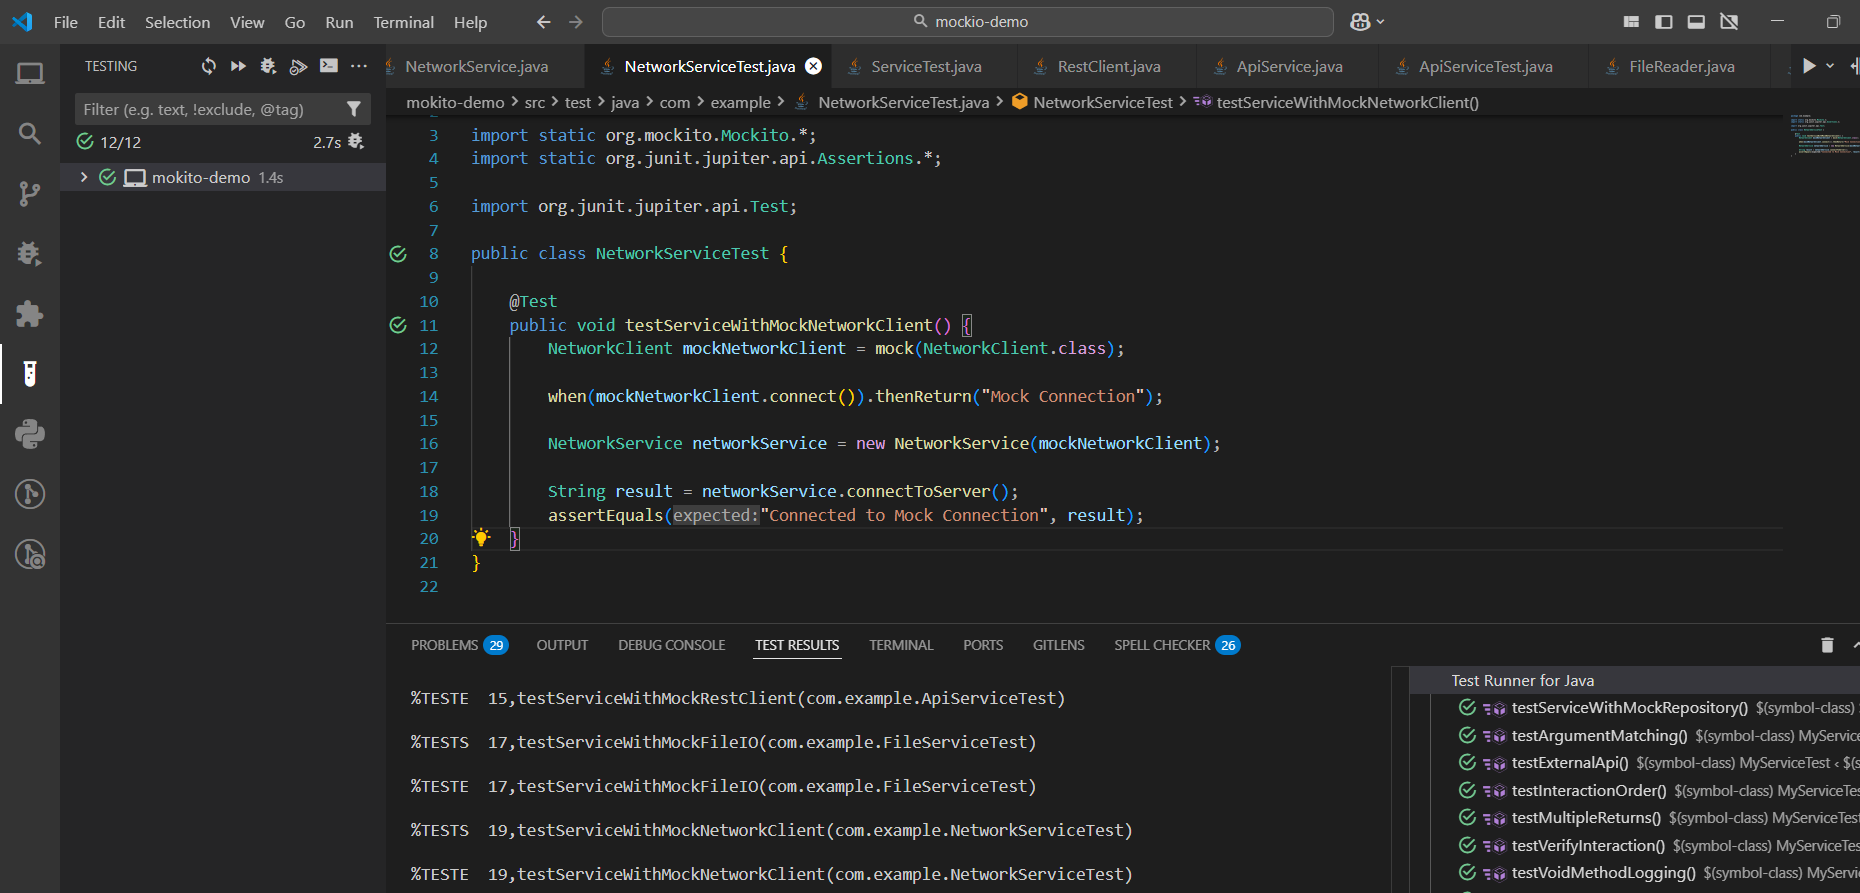 File Edit Selection View Go Run Terminal Help mockio-demo
TESTING
Filter (e.g. text, !exclude, @tag)
12/12 2.7s
mokito-demo 1.4s
NetworkService.java NetworkServiceTest.java ServiceTest.java RestClient.java ApiService.java ApiServiceTest.java FileReader.java
mokito-demo > src > test > java > com > example > NetworkServiceTest.java > NetworkServiceTest > testServiceWithMockNetworkClient()
3 import static org.mockito.Mockito.*;
4 import static org.junit.jupiter.api.Assertions.*;
5
6 import org.junit.jupiter.api.Test;
7
8 public class NetworkServiceTest {
9
10 @Test
11 public void testServiceWithMockNetworkClient() {
12 NetworkClient mockNetworkClient = mock(NetworkClient.class);
13
14 when(mockNetworkClient.connect()).thenReturn("Mock Connection");
15
16 NetworkService networkService = new NetworkService(mockNetworkClient);
17
18 String result = networkService.connectToServer();
19 assertEquals(expected:"Connected to Mock Connection", result);
20 }
21 }
22
PROBLEMS 29 OUTPUT DEBUG CONSOLE TEST RESULTS TERMINAL PORTS GITLENS SPELL CHECKER 26
%TESTE 15,testServiceWithMockRestClient(com.example.ApiServiceTest)
%TESTS 17,testServiceWithMockFileIO(com.example.FileServiceTest)
%TESTE 17,testServiceWithMockFileIO(com.example.FileServiceTest)
%TESTS 19,testServiceWithMockNetworkClient(com.example.NetworkServiceTest)
%TESTE 19,testServiceWithMockNetworkClient(com.example.NetworkServiceTest)
Test Runner for Java
testServiceWithMockRepository() $(symbol-class)
testArgumentMatching() $(symbol-class) MyService
testExternalApi() $(symbol-class) MyServiceTest < $(s
testInteractionOrder() $(symbol-class) MyServiceTes
testMultipleReturns() $(symbol-class) MyServiceTest
testVerifyInteraction() $(symbol-class) MyServiceTes
testVoidMethodLogging() $(symbol-class) MyServi